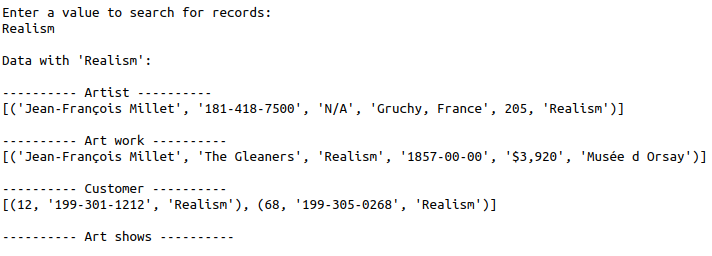 Enter a value to search for records:
Realism
Data with 'Realism':
---------- Artist ----------
[('Jean-François Millet', '181-418-7500', 'N/A', 'Gruchy, France', 205, 'Realism')]
---------- Art work ----------
[('Jean-François Millet', 'The Gleaners', 'Realism', '1857-00-00', '$3,920', 'Musée d Orsay')]
---------- Customer ----------
[(12, '199-301-1212', 'Realism'), (68, '199-305-0268', 'Realism')]
---------- Art shows ----------